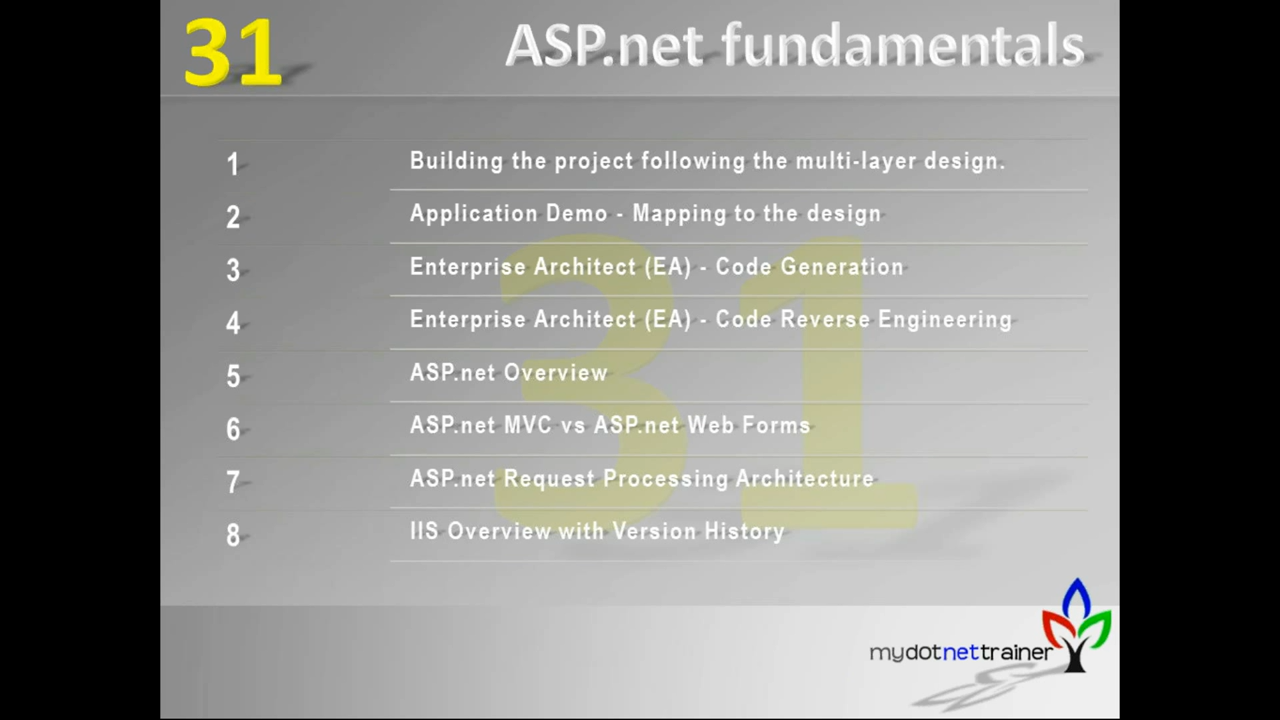 31
ASP.net fundamentals
1 Building the project following the multi-layer design.
2 Application Demo - Mapping to the design
3 Enterprise Architect (EA) - Code Generation
4 Enterprise Architect (EA) - Code Reverse Engineering
5 ASP.net Overview
6 ASP.net MVC vs ASP.net Web Forms
7 ASP.net Request Processing Architecture
8 IIS Overview with Version History
31
mydotnettrainer